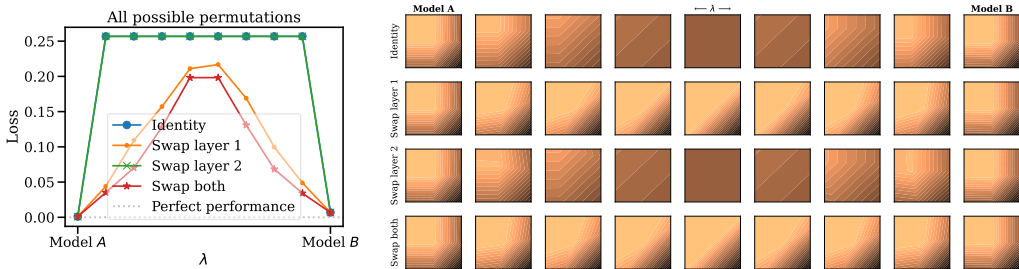 All possible permutations
Loss
0.25
0.20
0.15
0.10
0.05
0.00
Identity
Swap layer 1
Swap layer 2
Swap both
Perfect performance
Model A
Model B
λ
Model A
⟵ λ ⟶
Model B
Identity
Swap layer 1
Swap layer 2
Swap both